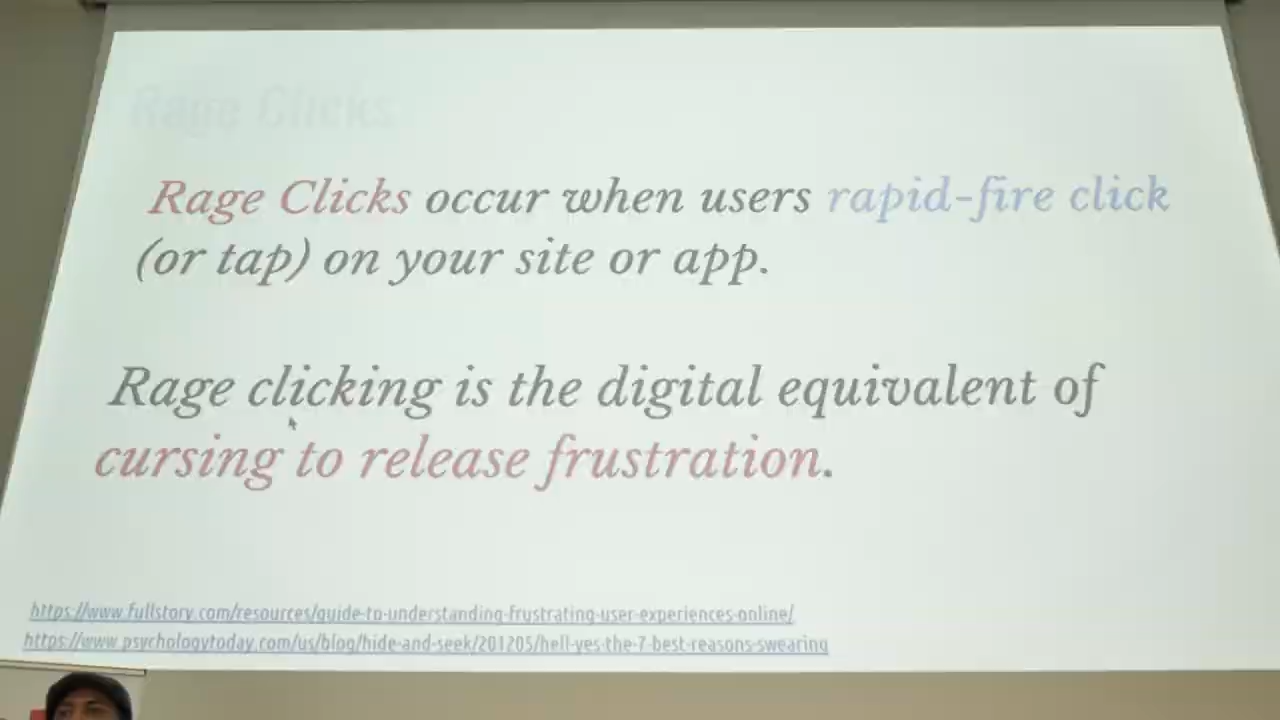 Rage Clicks
Rage Clicks occur when users rapid-fire click
(or tap) on your site or app.
Rage clicking is the digital equivalent of
cursing to release frustration.
https://www.fullstory.com/resources/guide-to-understanding-frustrating-user-experiences-online/
https://www.psychologytoday.com/us/blog/hide-and-seek/201205/hell-yes-the-7-best-reasons-swearing